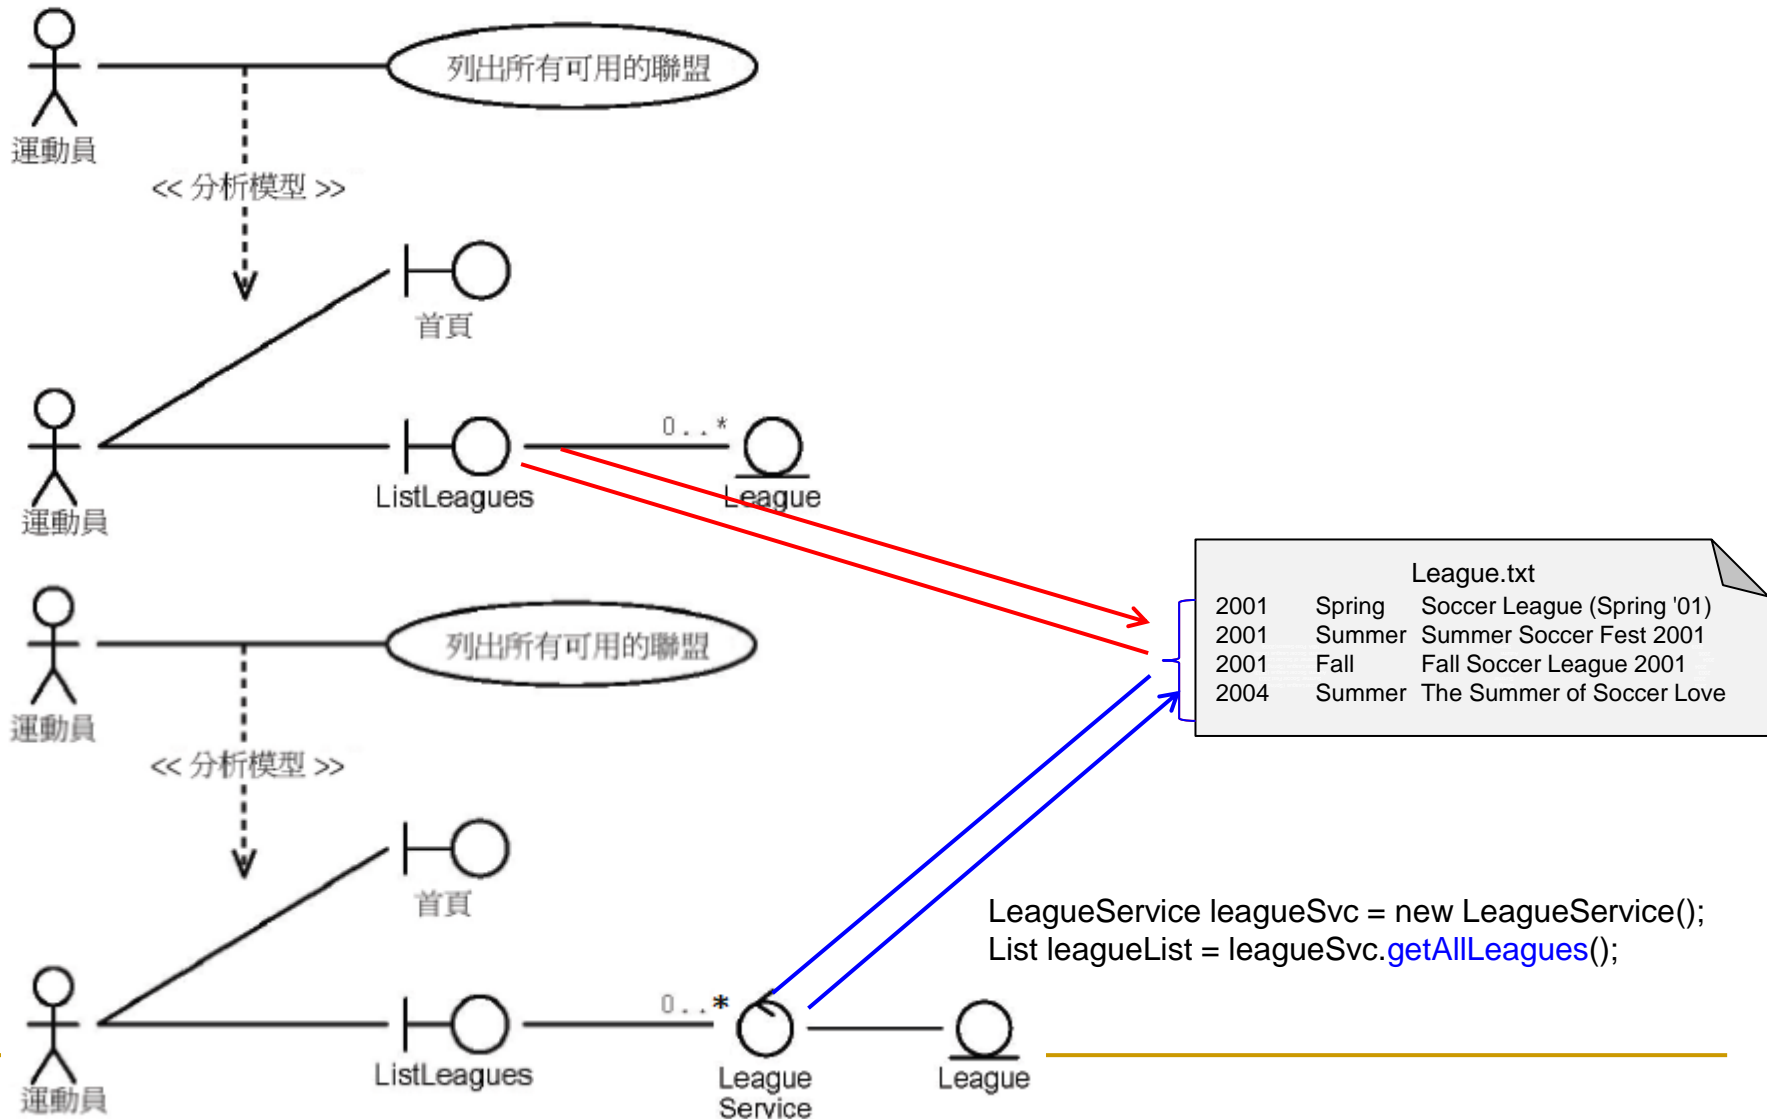 列出所有可用的聯盟
運動員
<< 分析模型 >>
首頁
0..*
ListLeagues
League
運動員
League.txt
2001 Spring Soccer League (Spring '01)
2001 Summer Summer Soccer Fest 2001
2001 Fall Fall Soccer League 2001
2004 Summer The Summer of Soccer Love
列出所有可用的聯盟
運動員
<< 分析模型 >>
首頁
LeagueService leagueSvc = new LeagueService();
List leagueList = leagueSvc.getAllLeagues();
0..*
ListLeagues
League
Service
League
運動員